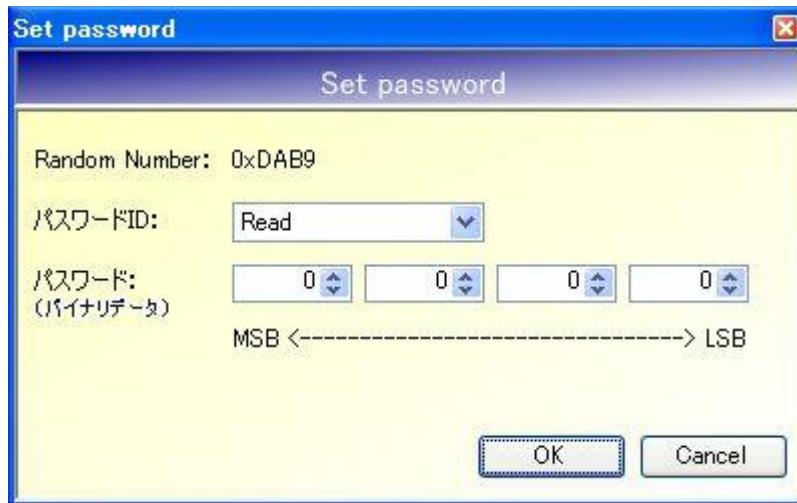 Set password
Set password
Random Number: 0xDAB9
パスワードID: Read
パスワード: 0 0 0 0
(バイナリデータ)
MSB <--------------------------------> LSB
OK Cancel